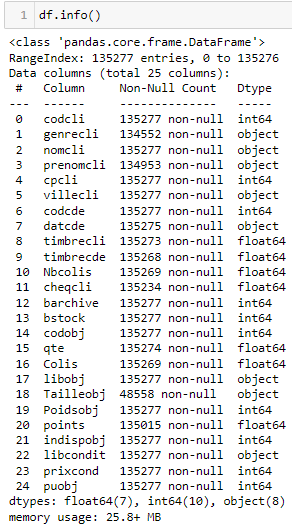 1 df.info()
<class 'pandas.core.frame.DataFrame'>
RangeIndex: 135277 entries, 0 to 135276
Data columns (total 25 columns):
 #   Column      Non-Null Count   Dtype
---  ------      --------------   -----
 0   codcli      135277 non-null  int64
 1   genrecli    134552 non-null  object
 2   nomcli      135277 non-null  object
 3   prenomcli   134953 non-null  object
 4   cpcli       135277 non-null  int64
 5   villecli    135277 non-null  object
 6   codcde      135277 non-null  int64
 7   datcde      135275 non-null  object
 8   timbrecli   135273 non-null  float64
 9   timbrecde   135268 non-null  float64
 10  Nbcolis     135269 non-null  float64
 11  cheqcli     135234 non-null  float64
 12  barchive    135277 non-null  int64
 13  bstock      135277 non-null  int64
 14  codobj      135277 non-null  int64
 15  qte         135274 non-null  float64
 16  Colis       135269 non-null  float64
 17  libobj      135277 non-null  object
 18  Tailleobj   48558 non-null   object
 19  Poidsobj    135277 non-null  int64
 20  points      135015 non-null  float64
 21  indispobj   135277 non-null  int64
 22  libcondit   135277 non-null  object
 23  prixcond    135277 non-null  int64
 24  puobj       135277 non-null  int64
dtypes: float64(7), int64(10), object(8)
memory usage: 25.8+ MB